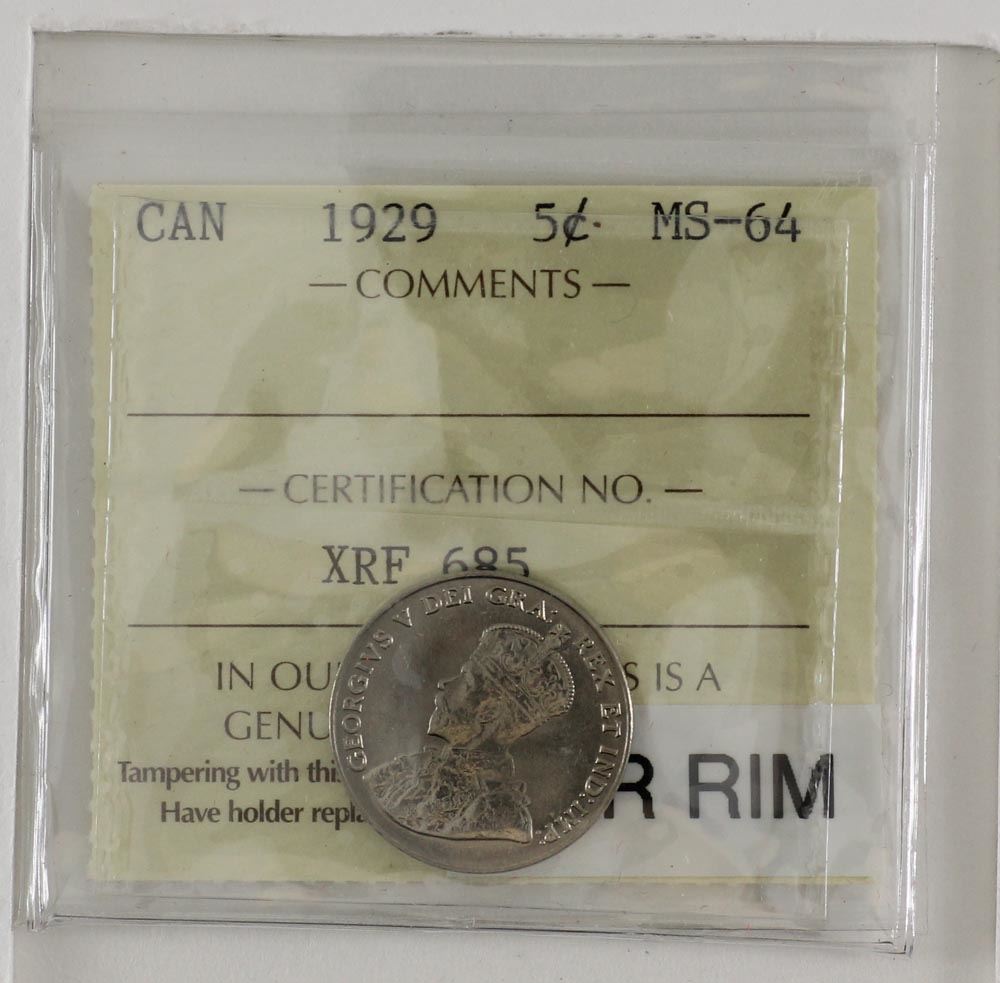 CAN 1929 5¢ MS-64
— COMMENTS —
— CERTIFICATION NO. —
XRF 685
GEORGIVS V DEI GRA: REX ET IND:IMP:
IN OU S IS A
GENU
Tampering with this
Have holder repla
R RIM